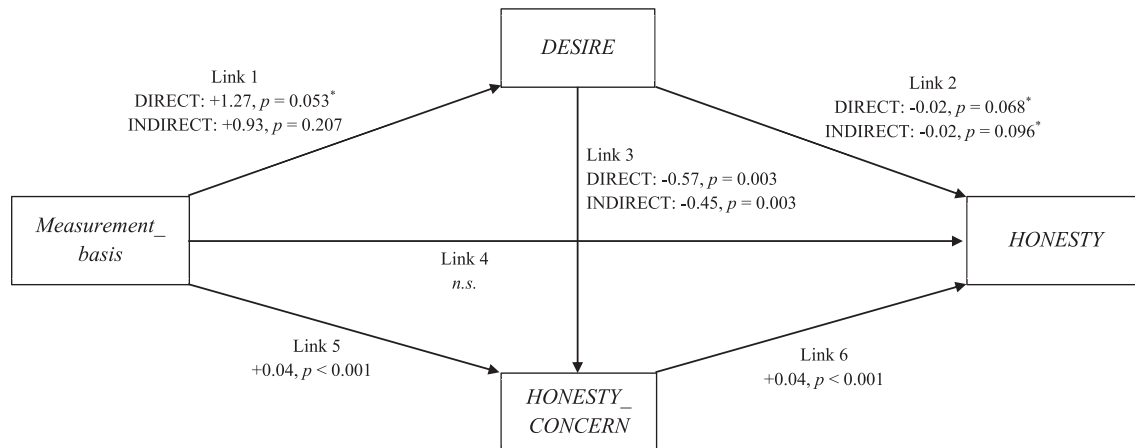 DESIRE
Link 1
DIRECT: +1.27, p = 0.053*
INDIRECT: +0.93, p = 0.207
Link 2
DIRECT: -0.02, p = 0.068*
INDIRECT: -0.02, p = 0.096*
Link 3
DIRECT: -0.57, p = 0.003
INDIRECT: -0.45, p = 0.003
Measurement_
basis
HONESTY
Link 4
n.s.
Link 5
+0.04, p < 0.001
Link 6
+0.04, p < 0.001
HONESTY_
CONCERN